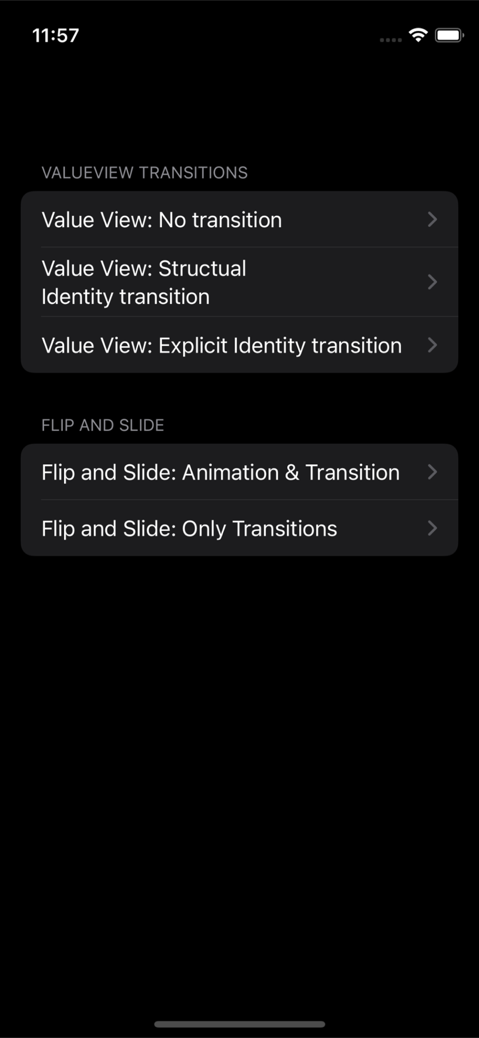 11:57
VALUEVIEW TRANSITIONS
Value View: No transition
Value View: Structual
Identity transition
Value View: Explicit Identity transition
FLIP AND SLIDE
Flip and Slide: Animation & Transition
Flip and Slide: Only Transitions